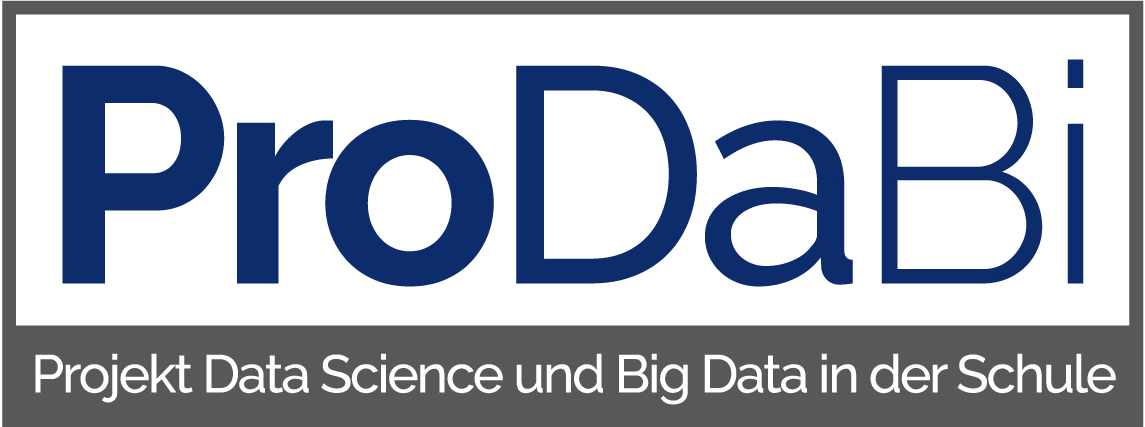 ProDaBi
Projekt Data Science und Big Data in der Schule